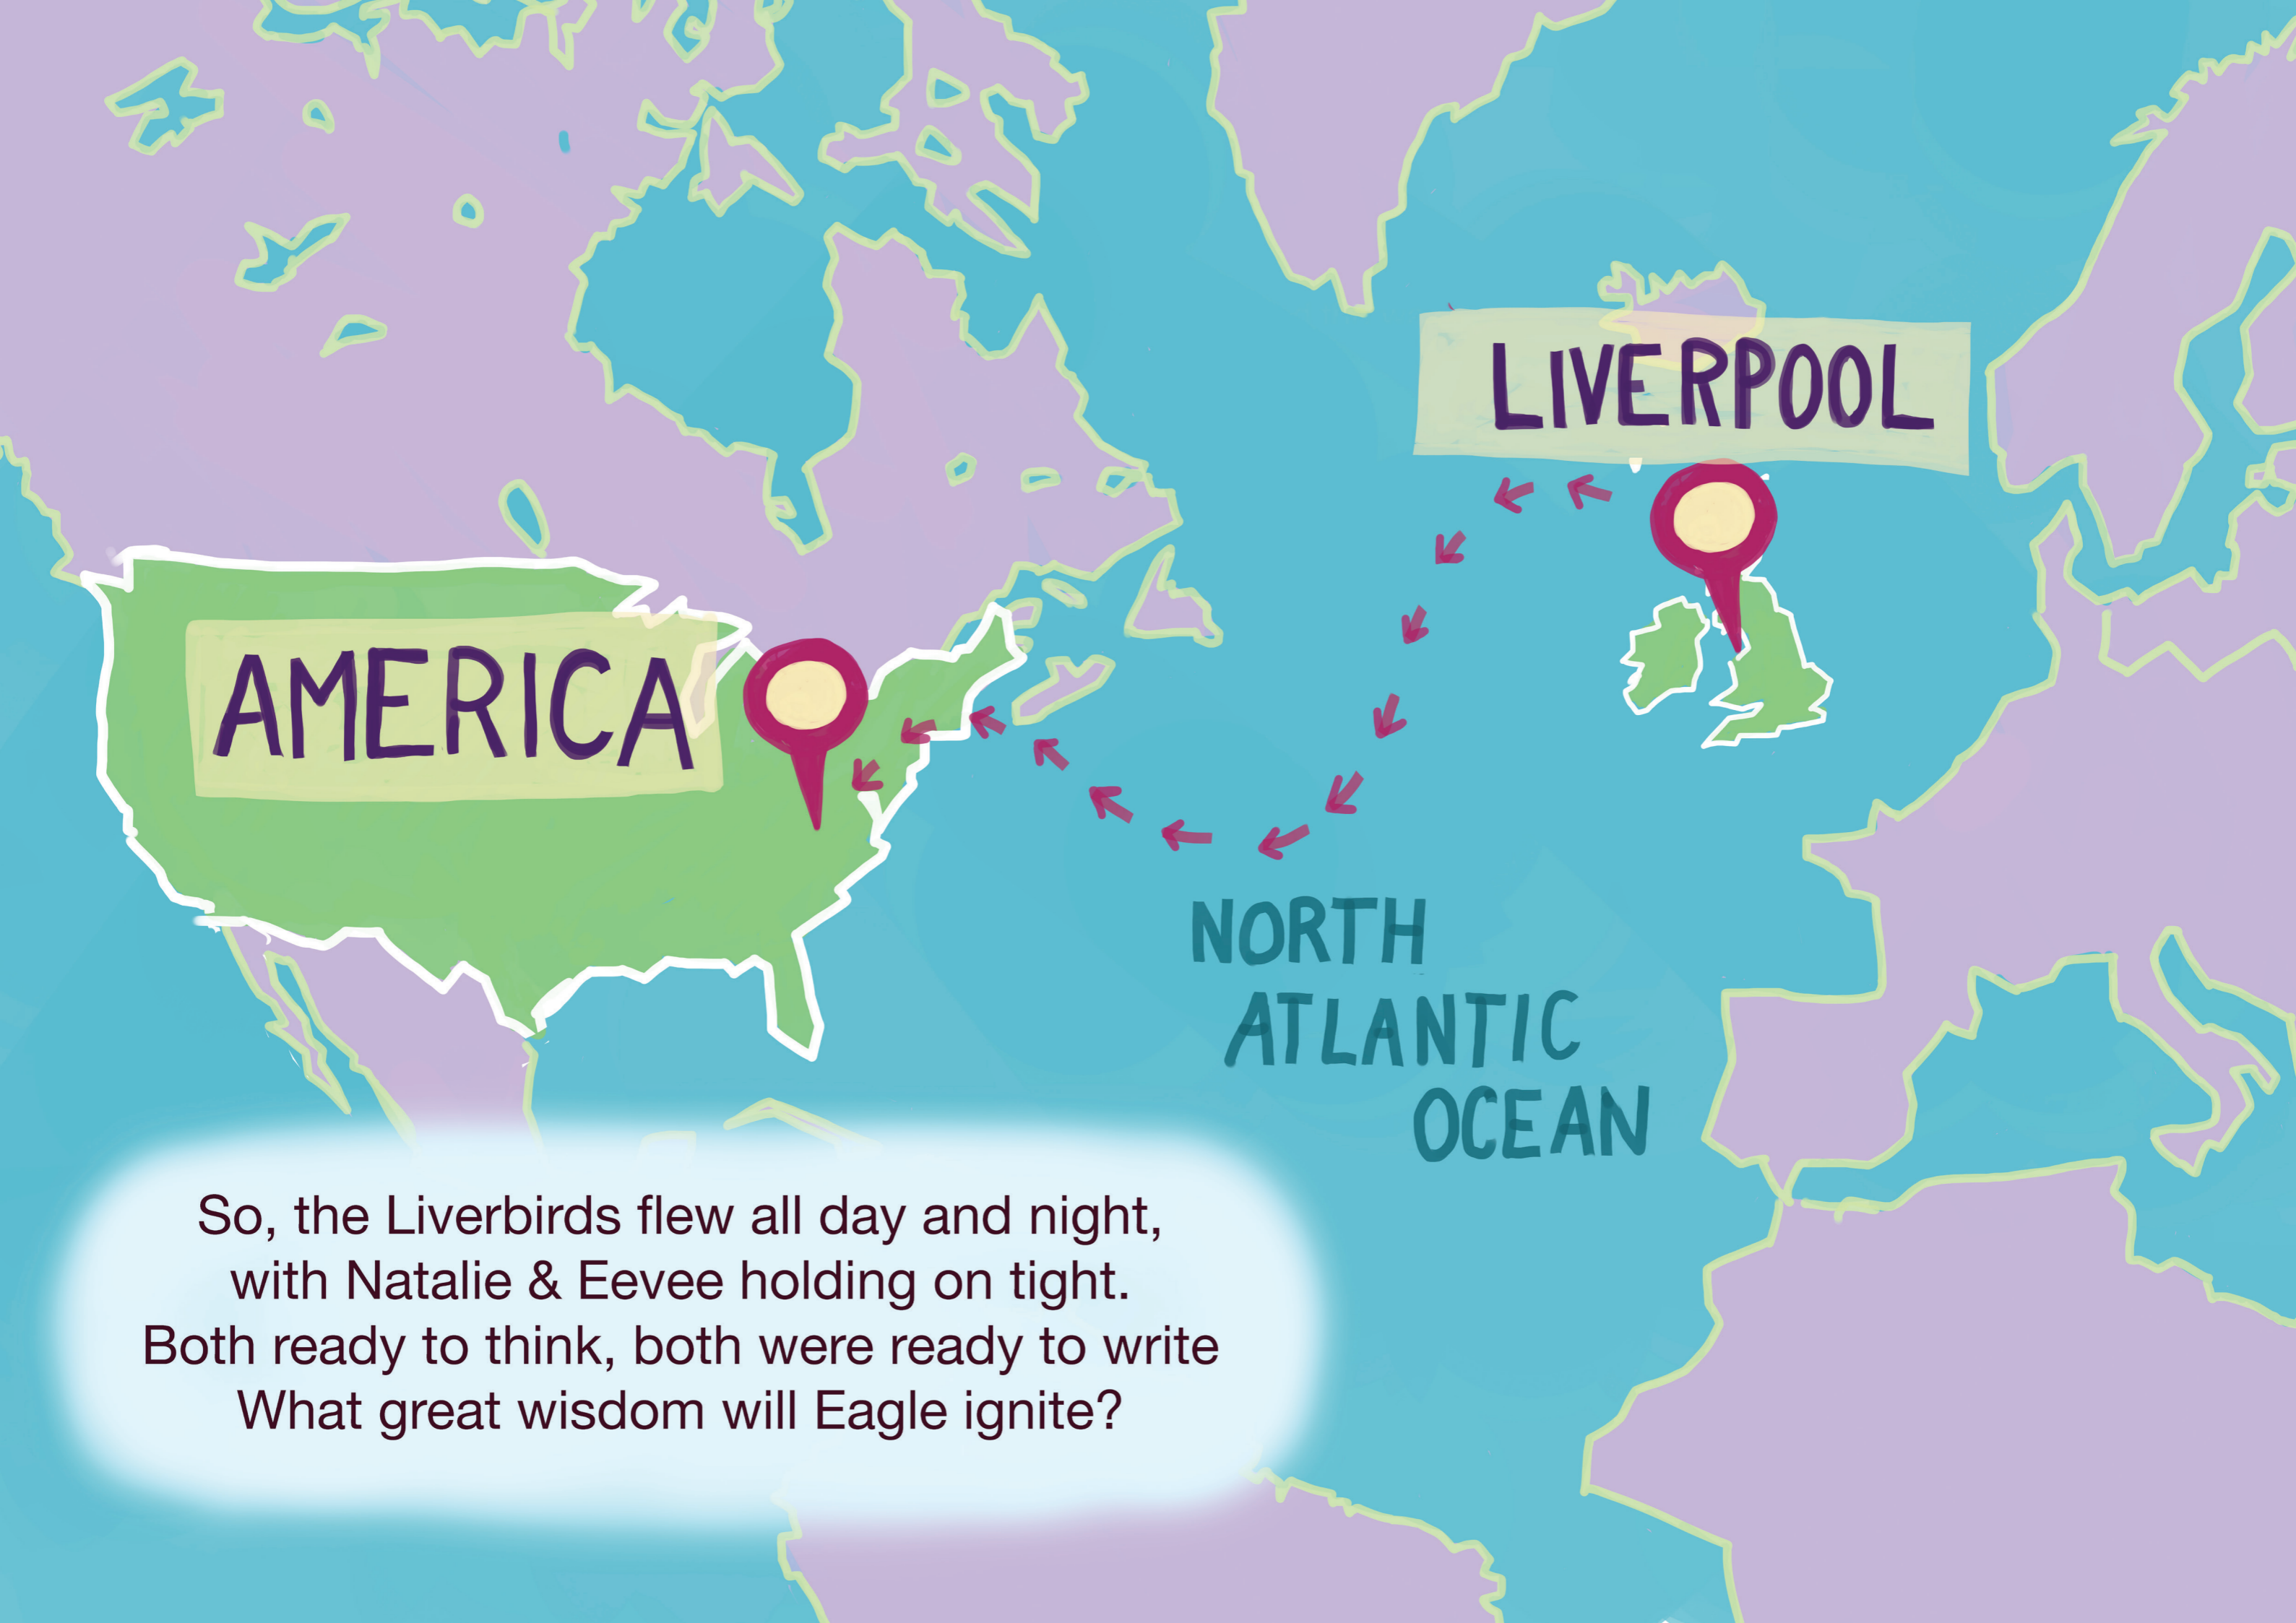 LIVERPOOL
AMERICA
NORTH
ATLANTIC
OCEAN
So, the Liverbirds flew all day and night,
with Natalie & Eevee holding on tight.
Both ready to think, both were ready to write
What great wisdom will Eagle ignite?